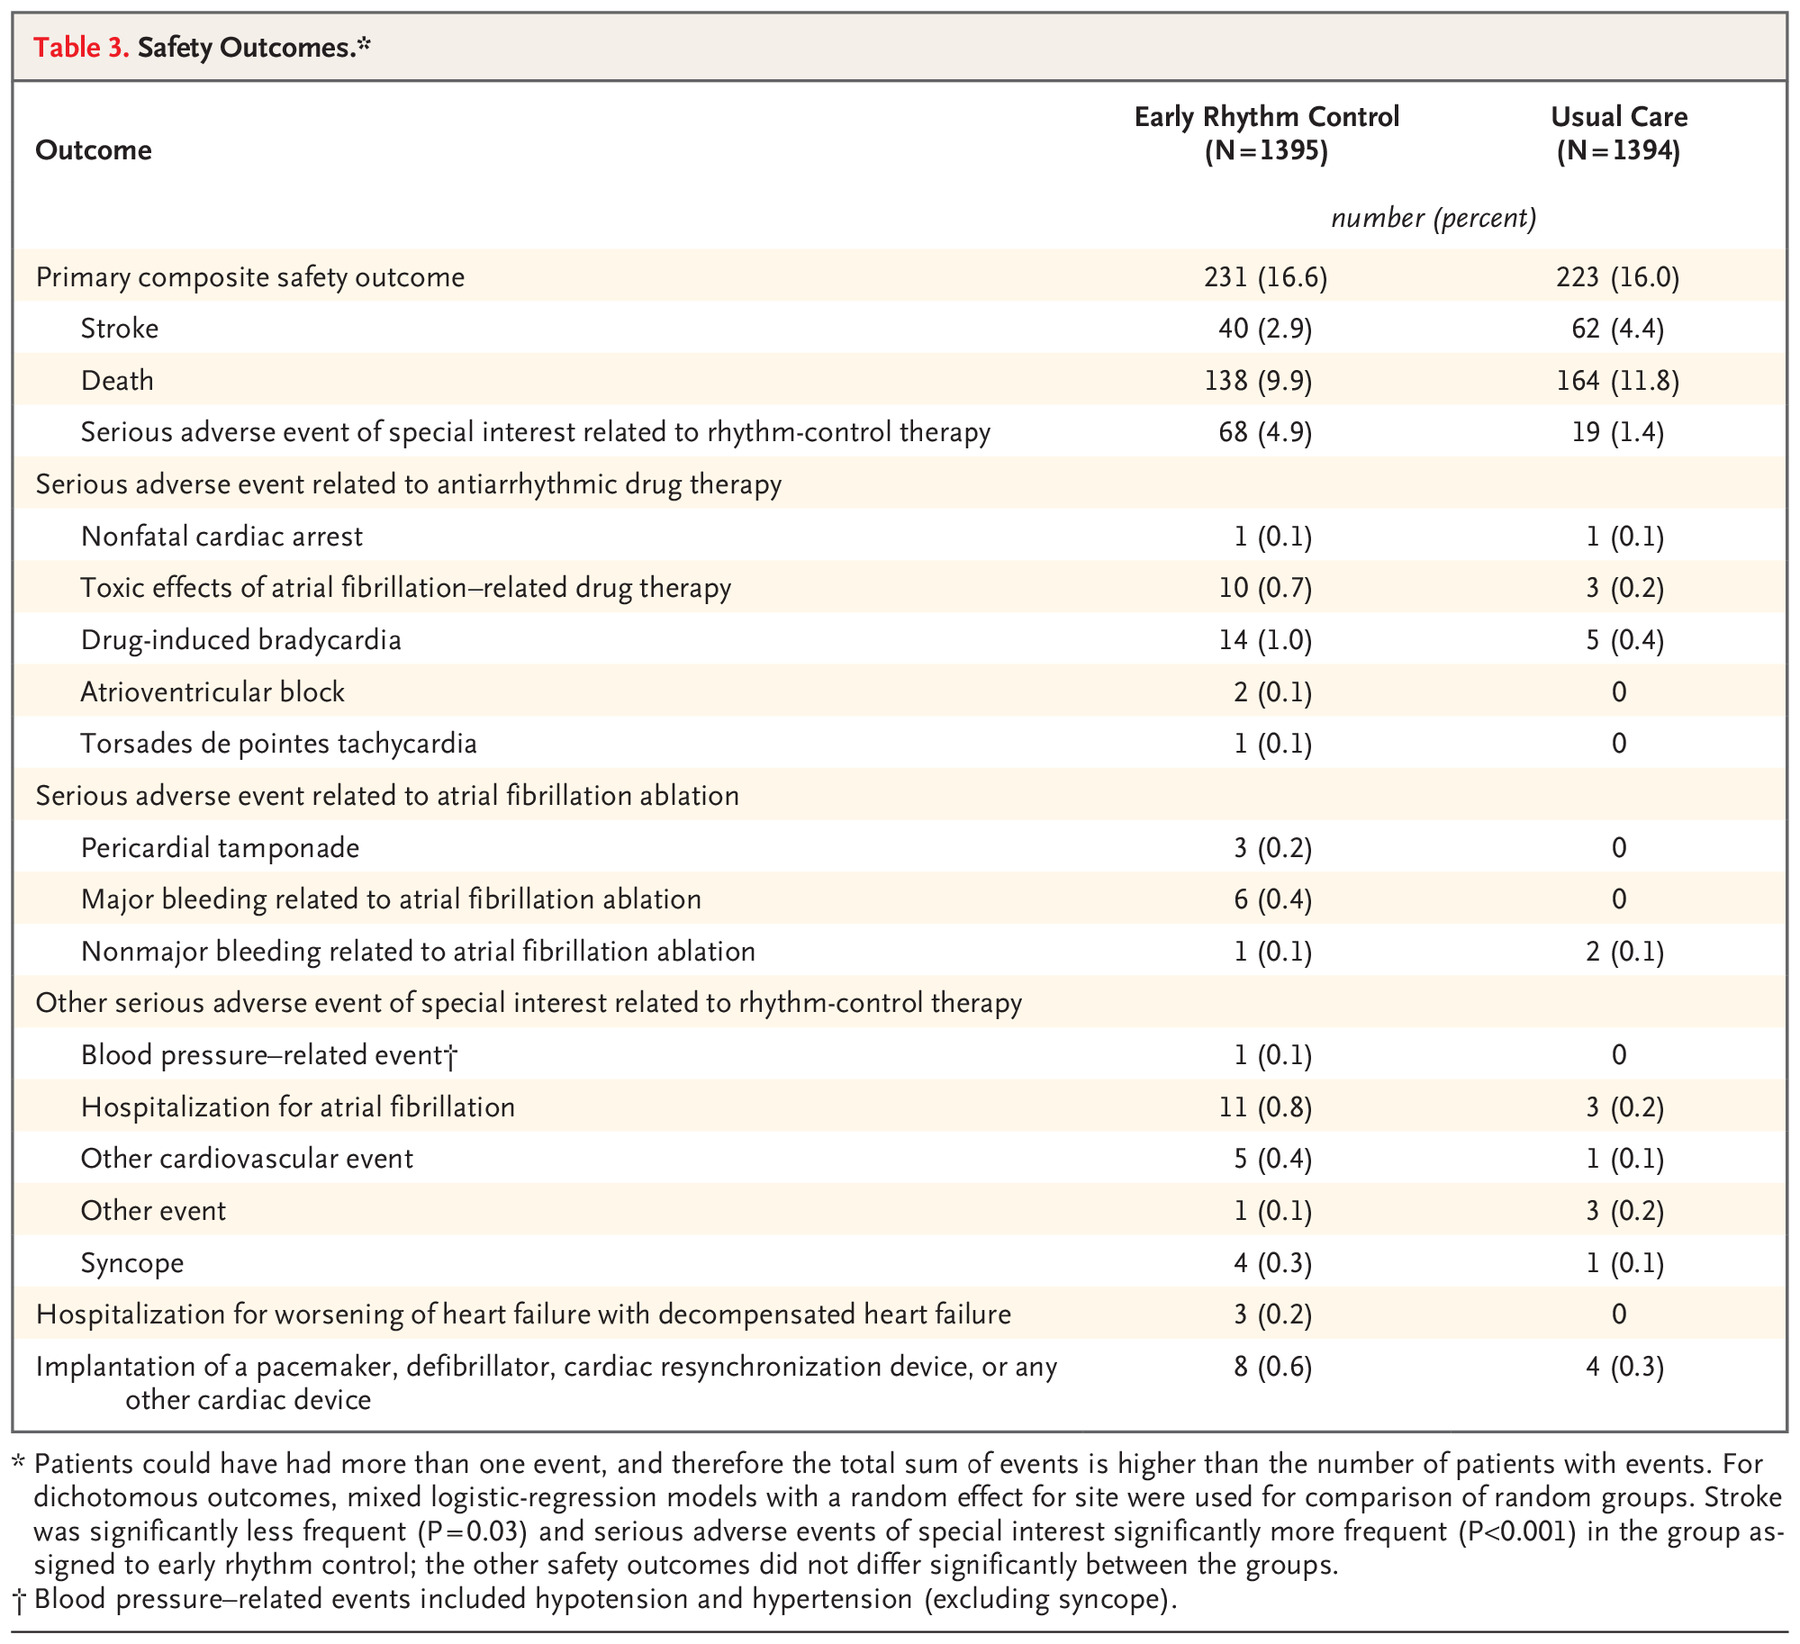 Table 3. Safety Outcomes.*
Outcome Early Rhythm Control (N=1395) Usual Care (N=1394)
number (percent)
Primary composite safety outcome 231 (16.6) 223 (16.0)
Stroke 40 (2.9) 62 (4.4)
Death 138 (9.9) 164 (11.8)
Serious adverse event of special interest related to rhythm-control therapy 68 (4.9) 19 (1.4)
Serious adverse event related to antiarrhythmic drug therapy
Nonfatal cardiac arrest 1 (0.1) 1 (0.1)
Toxic effects of atrial fibrillation–related drug therapy 10 (0.7) 3 (0.2)
Drug-induced bradycardia 14 (1.0) 5 (0.4)
Atrioventricular block 2 (0.1) 0
Torsades de pointes tachycardia 1 (0.1) 0
Serious adverse event related to atrial fibrillation ablation
Pericardial tamponade 3 (0.2) 0
Major bleeding related to atrial fibrillation ablation 6 (0.4) 0
Nonmajor bleeding related to atrial fibrillation ablation 1 (0.1) 2 (0.1)
Other serious adverse event of special interest related to rhythm-control therapy
Blood pressure–related event† 1 (0.1) 0
Hospitalization for atrial fibrillation 11 (0.8) 3 (0.2)
Other cardiovascular event 5 (0.4) 1 (0.1)
Other event 1 (0.1) 3 (0.2)
Syncope 4 (0.3) 1 (0.1)
Hospitalization for worsening of heart failure with decompensated heart failure 3 (0.2) 0
Implantation of a pacemaker, defibrillator, cardiac resynchronization device, or any 8 (0.6) 4 (0.3)
other cardiac device
* Patients could have had more than one event, and therefore the total sum of events is higher than the number of patients with events. For
dichotomous outcomes, mixed logistic-regression models with a random effect for site were used for comparison of random groups. Stroke
was significantly less frequent (P=0.03) and serious adverse events of special interest significantly more frequent (P<0.001) in the group as-
signed to early rhythm control; the other safety outcomes did not differ significantly between the groups.
† Blood pressure–related events included hypotension and hypertension (excluding syncope).